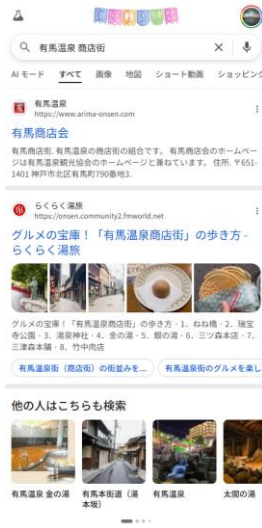 有馬温泉 商店街
AI モード すべて 画像 地図 ショート動画 ショッピング
有馬温泉
https://www.arima-onsen.com
有馬商店会
有馬商店街. 有馬温泉の商店街の組合です。 有馬商店会のホームペー
ジは有馬温泉観光協会のホームページと兼ねています。 住所. 〒651-
1401 神戸市北区有馬町790番地3.
らくらく湯旅
https://onsen.community2.fmworld.net
グルメの宝庫！「有馬温泉商店街」の歩き方 -
らくらく湯旅
グルメの宝庫！「有馬温泉商店街」の歩き方・1．ねね橋・2．瑞宝
寺公園・3．湯泉神社・4．金の湯・5．銀の湯・6．三ツ森本店・7．
三津森本舗・8．竹中肉店
有馬温泉街（商店街）の街並みを... 有馬温泉街のグルメを楽し
他の人はこちらも検索
有馬温泉 金の湯 有馬本街道（湯 有馬温泉 太閤の湯
本坂）